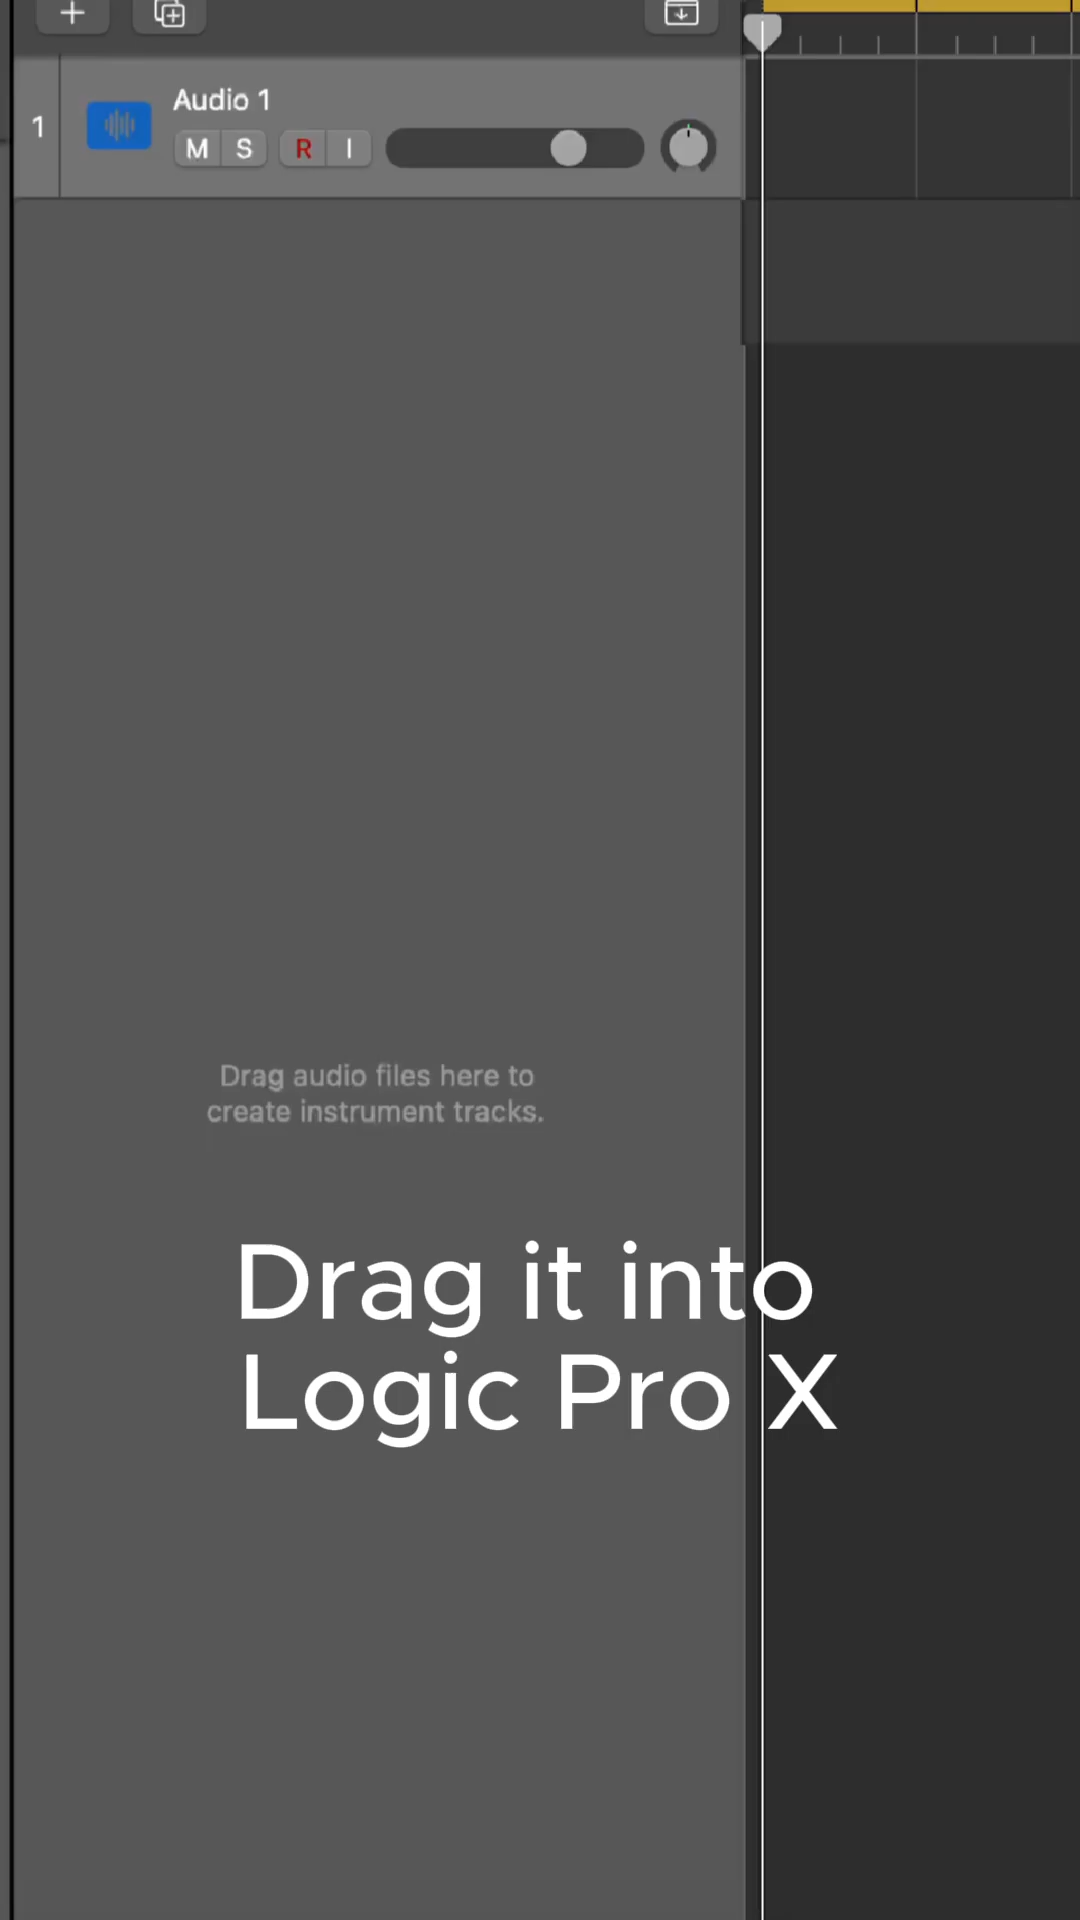 1
Audio 1
M S R I
Drag audio files here to
create instrument tracks.
Drag it into
Logic Pro X